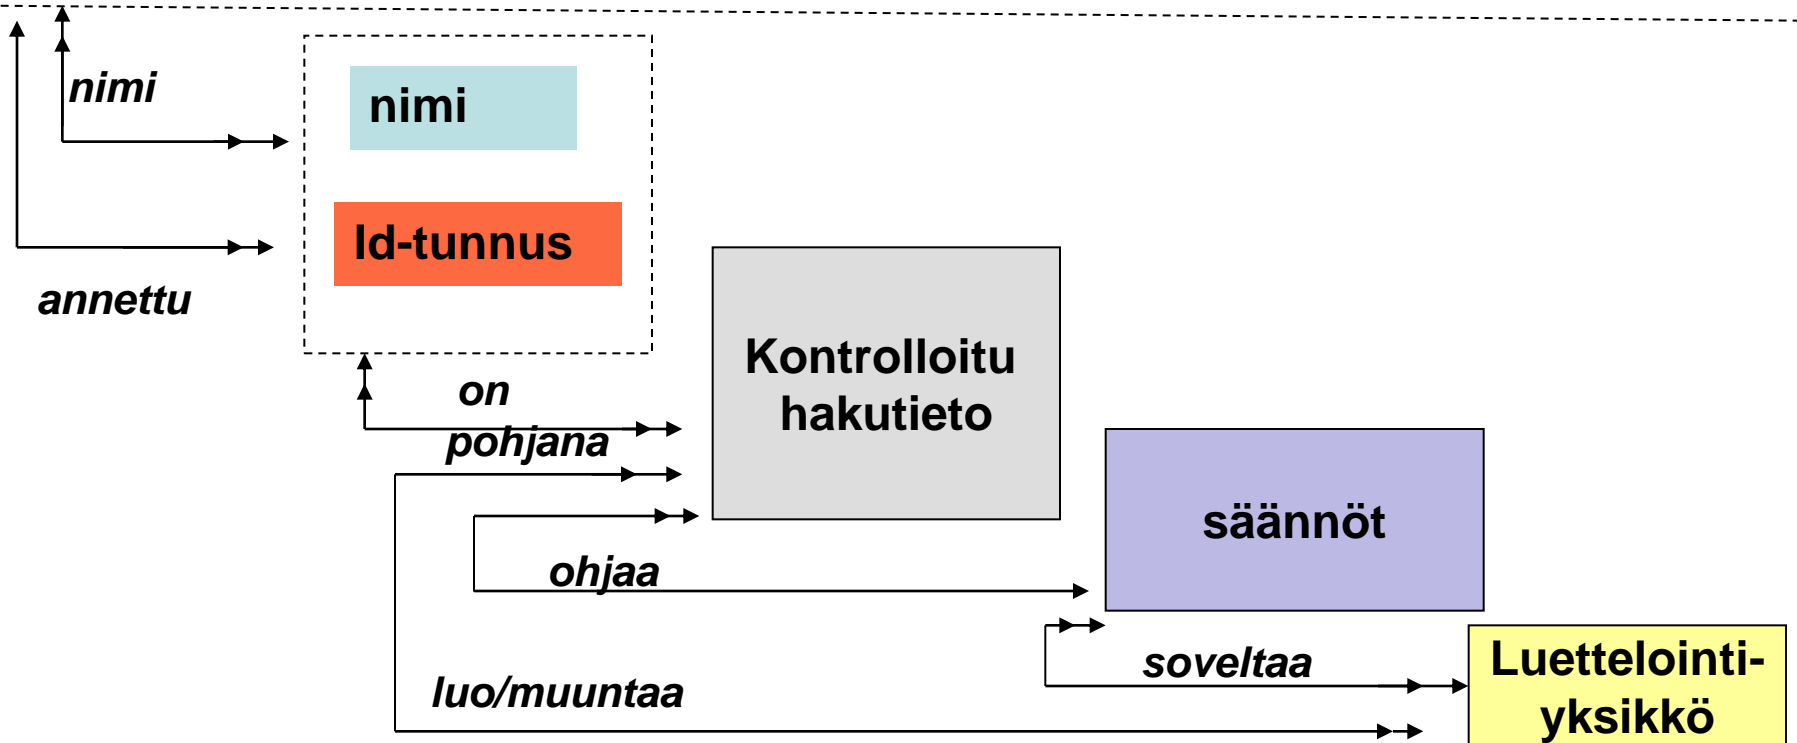 nimi
nimi
Id-tunnus
annettu
Kontrolloitu
hakutieto
on
pohjana
säännöt
ohjaa
soveltaa
Luettelointi-
yksikkö
luo/muuntaa